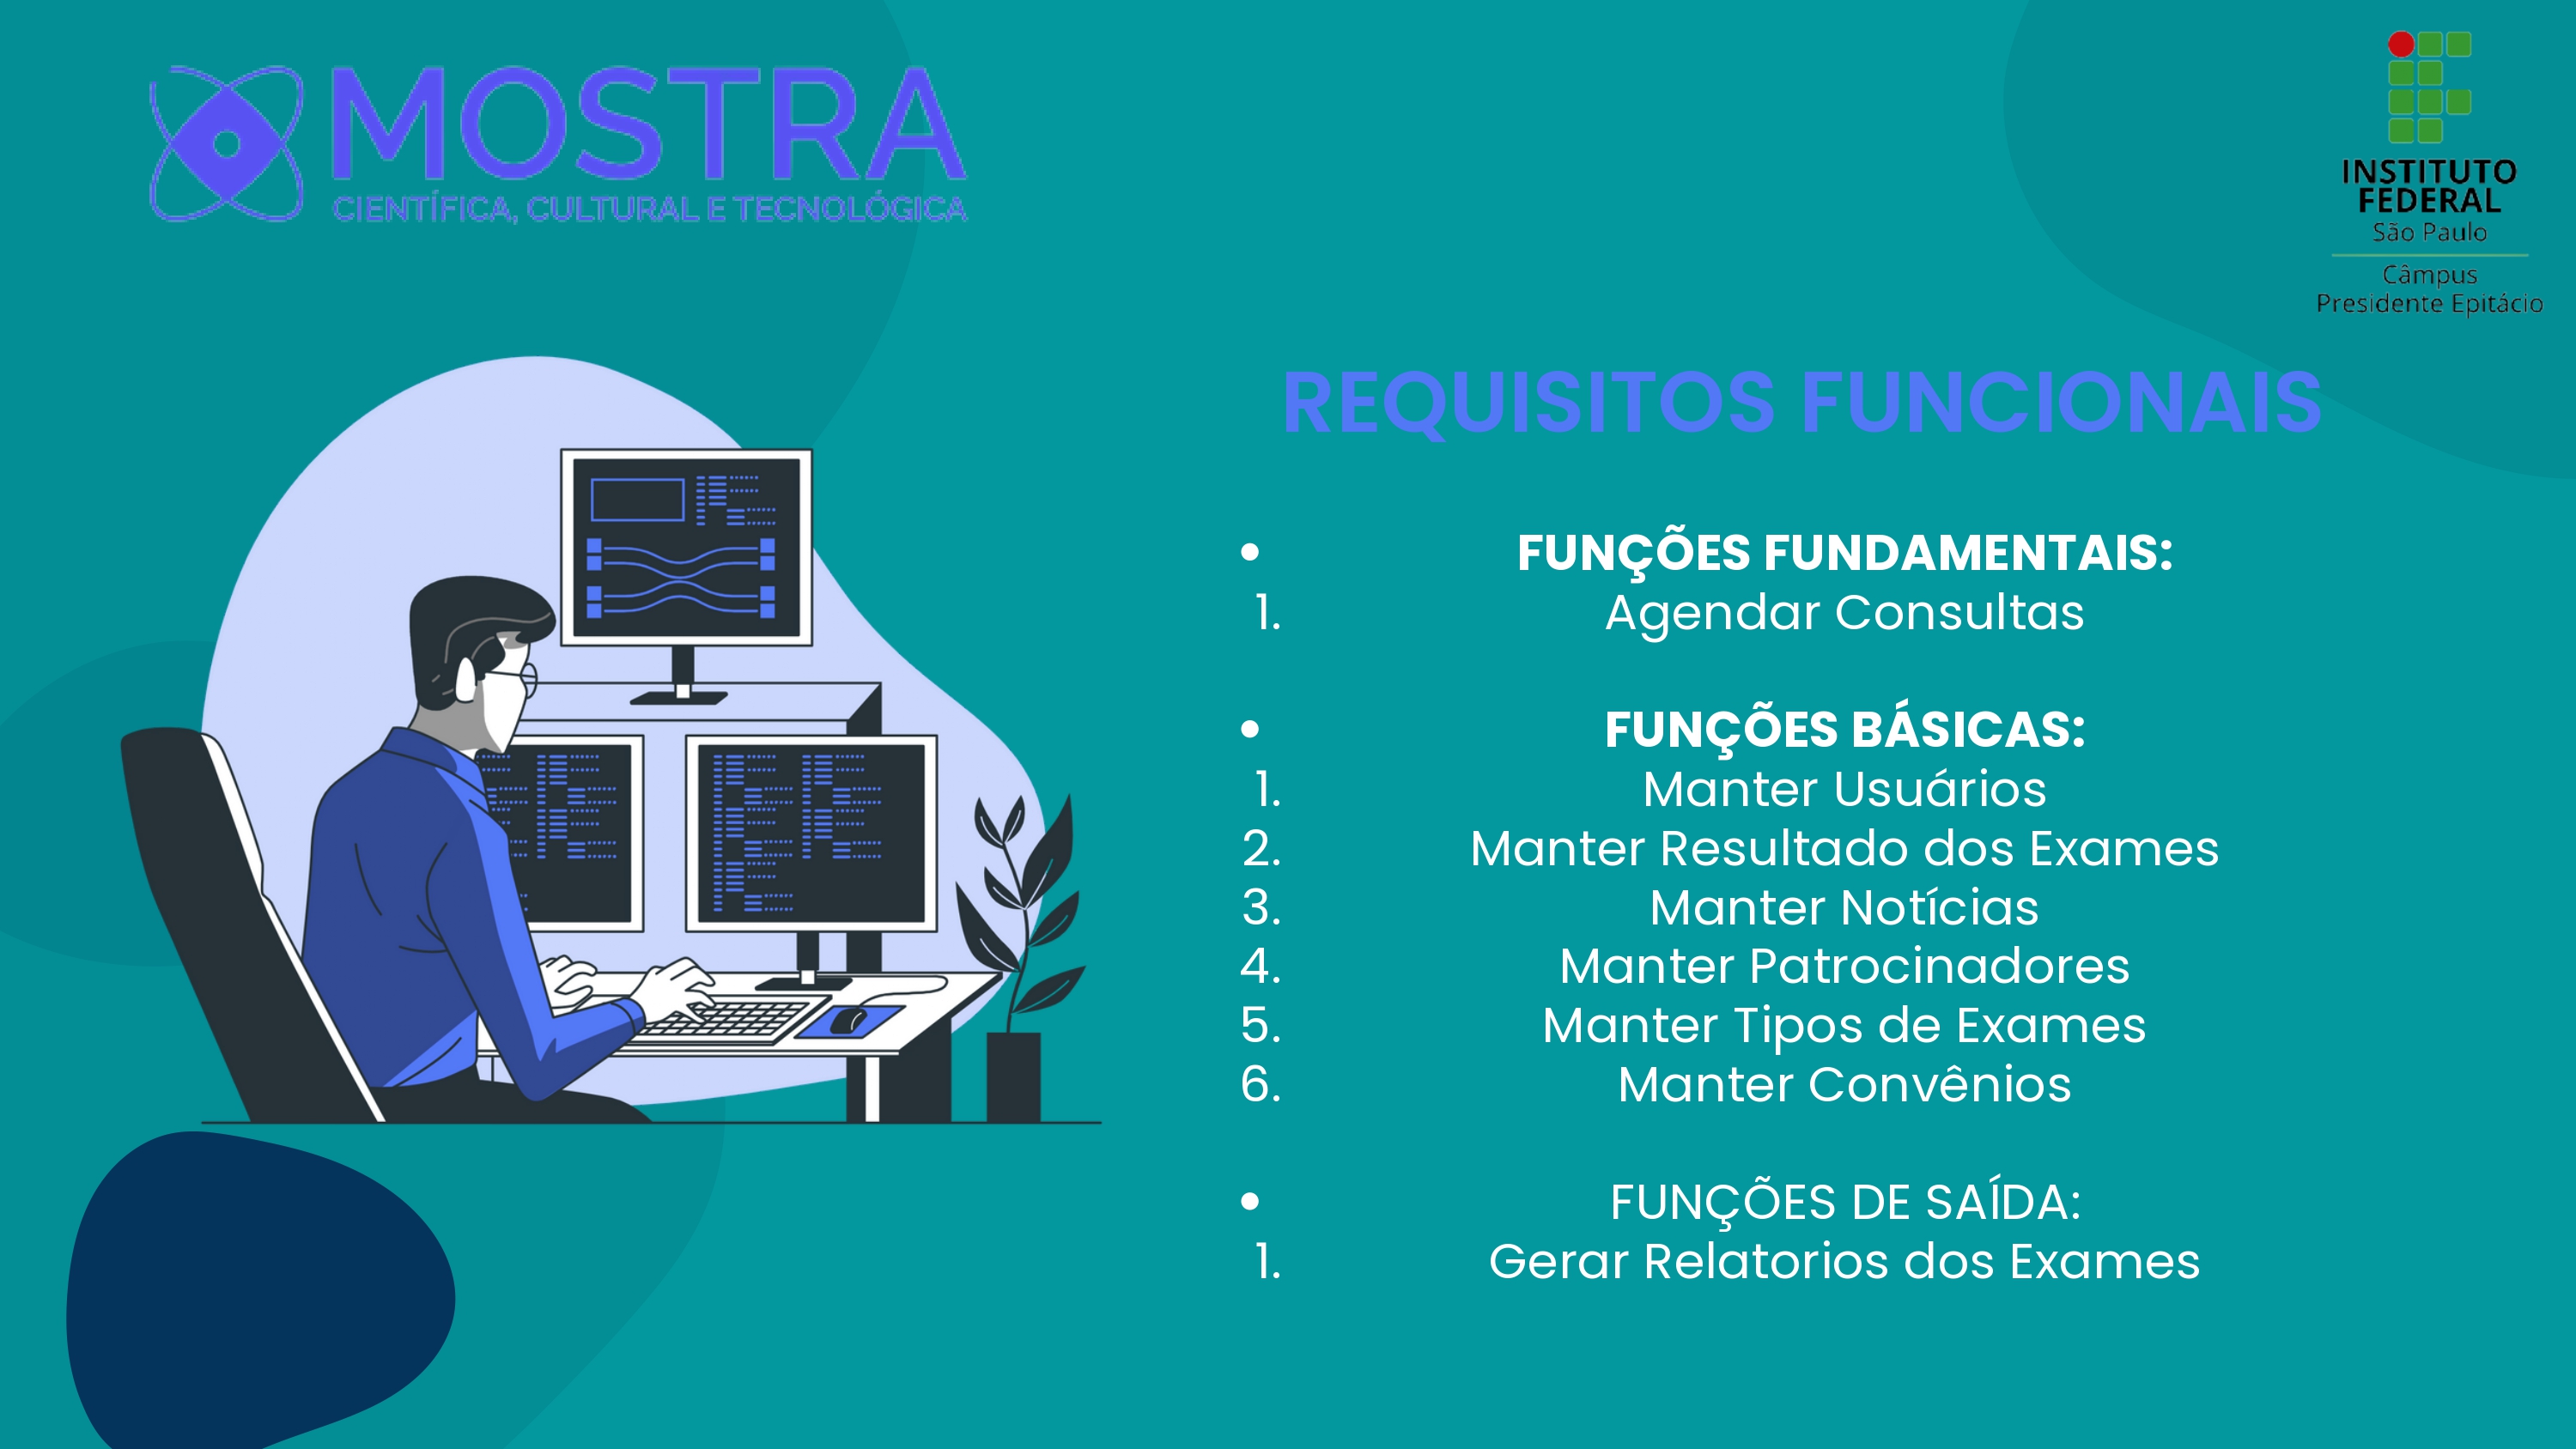 MOSTRA
CIENTÍFICA, CULTURAL E TECNOLÓGICA
INSTITUTO
FEDERAL
São Paulo
Câmpus
Presidente Epitácio
REQUISITOS FUNCIONAIS
• FUNÇÕES FUNDAMENTAIS:
1. Agendar Consultas
• FUNÇÕES BÁSICAS:
1. Manter Usuários
2. Manter Resultado dos Exames
3. Manter Notícias
4. Manter Patrocinadores
5. Manter Tipos de Exames
6. Manter Convênios
• FUNÇÕES DE SAÍDA:
1. Gerar Relatorios dos Exames